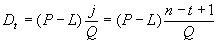 D_t = (P − L) j/Q = (P − L) (n − t + 1)/Q